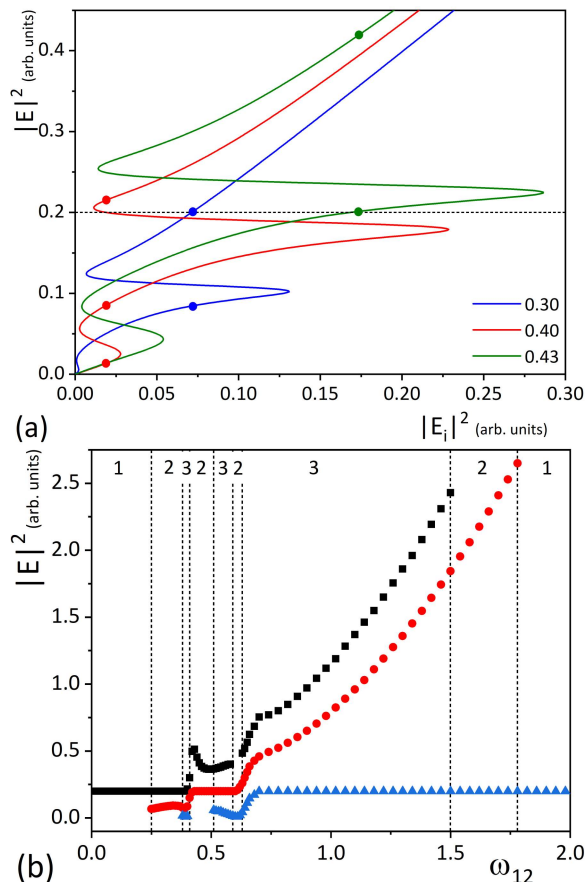 |E|² (arb. units)
0.4
0.3
0.2
0.1
0.0
0.00 0.05 0.10 0.15 0.20 0.25 0.30
0.30
0.40
0.43
(a)
|Eᵢ|² (arb. units)
1 2 3 2 3 2 3 2 1
|E|² (arb. units)
2.5
2.0
1.5
1.0
0.5
0.0
0.0 0.5 1.0 1.5 2.0
(b)
ω₁₂